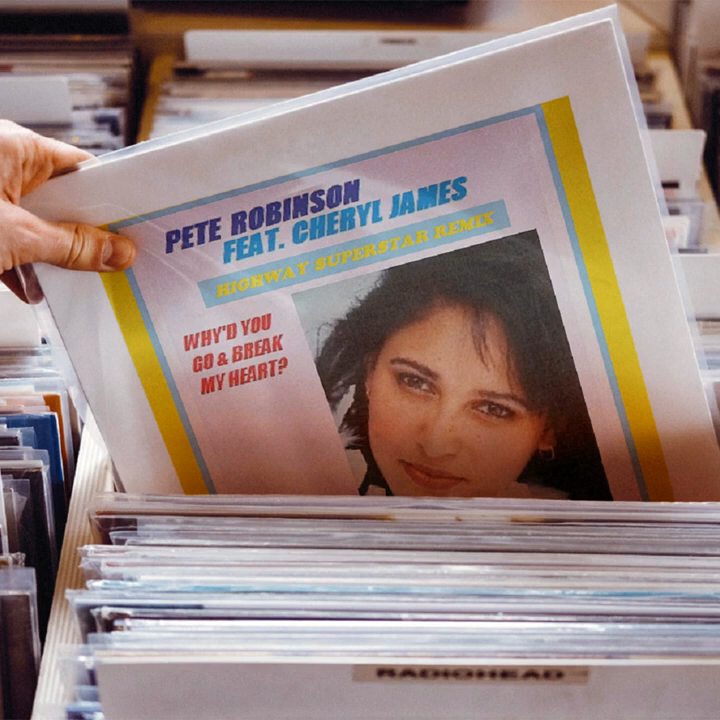 PETE ROBINSON
FEAT. CHERYL JAMES
HIGHWAY SUPERSTAR REMIX
WHY'D YOU
GO & BREAK
MY HEART?
RADIOHEAD